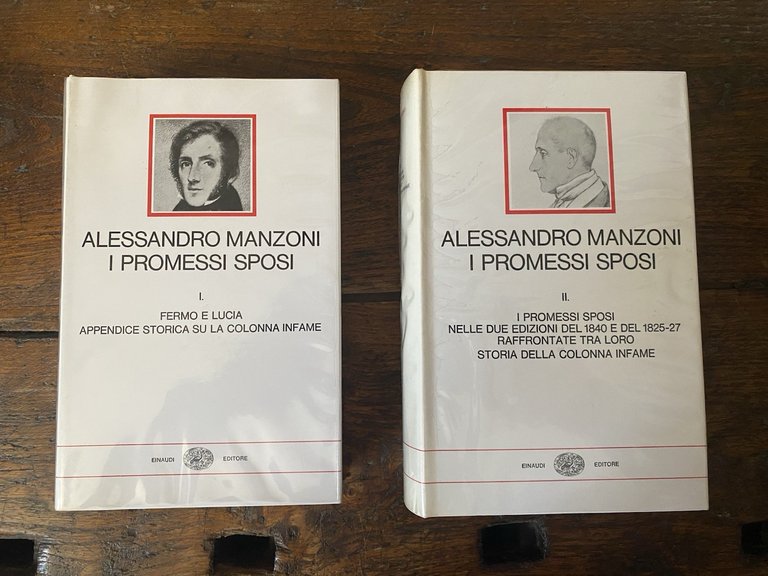 ALESSANDRO MANZONI
I PROMESSI SPOSI
I.
FERMO E LUCIA
APPENDICE STORICA SU LA COLONNA INFAME
EINAUDI EDITORE
ALESSANDRO MANZONI
I PROMESSI SPOSI
II.
I PROMESSI SPOSI
NELLE DUE EDIZIONI DEL 1840 E DEL 1825-27
RAFFRONTATE TRA LORO
STORIA DELLA COLONNA INFAME
EINAUDI EDITORE